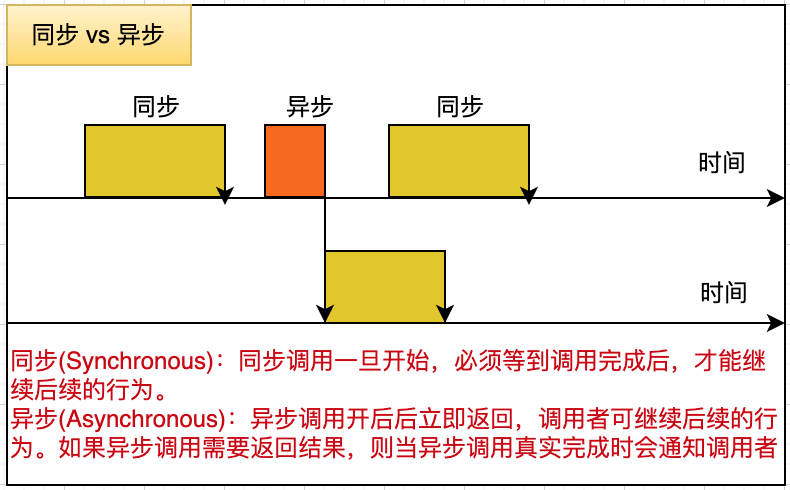 同步 vs 异步
同步
异步
同步
时间
时间
同步(Synchronous)：同步调用一旦开始，必须等到调用完成后，才能继
续后续的行为。
异步(Asynchronous)：异步调用开后后立即返回，调用者可继续后续的行
为。如果异步调用需要返回结果，则当异步调用真实完成时会通知调用者